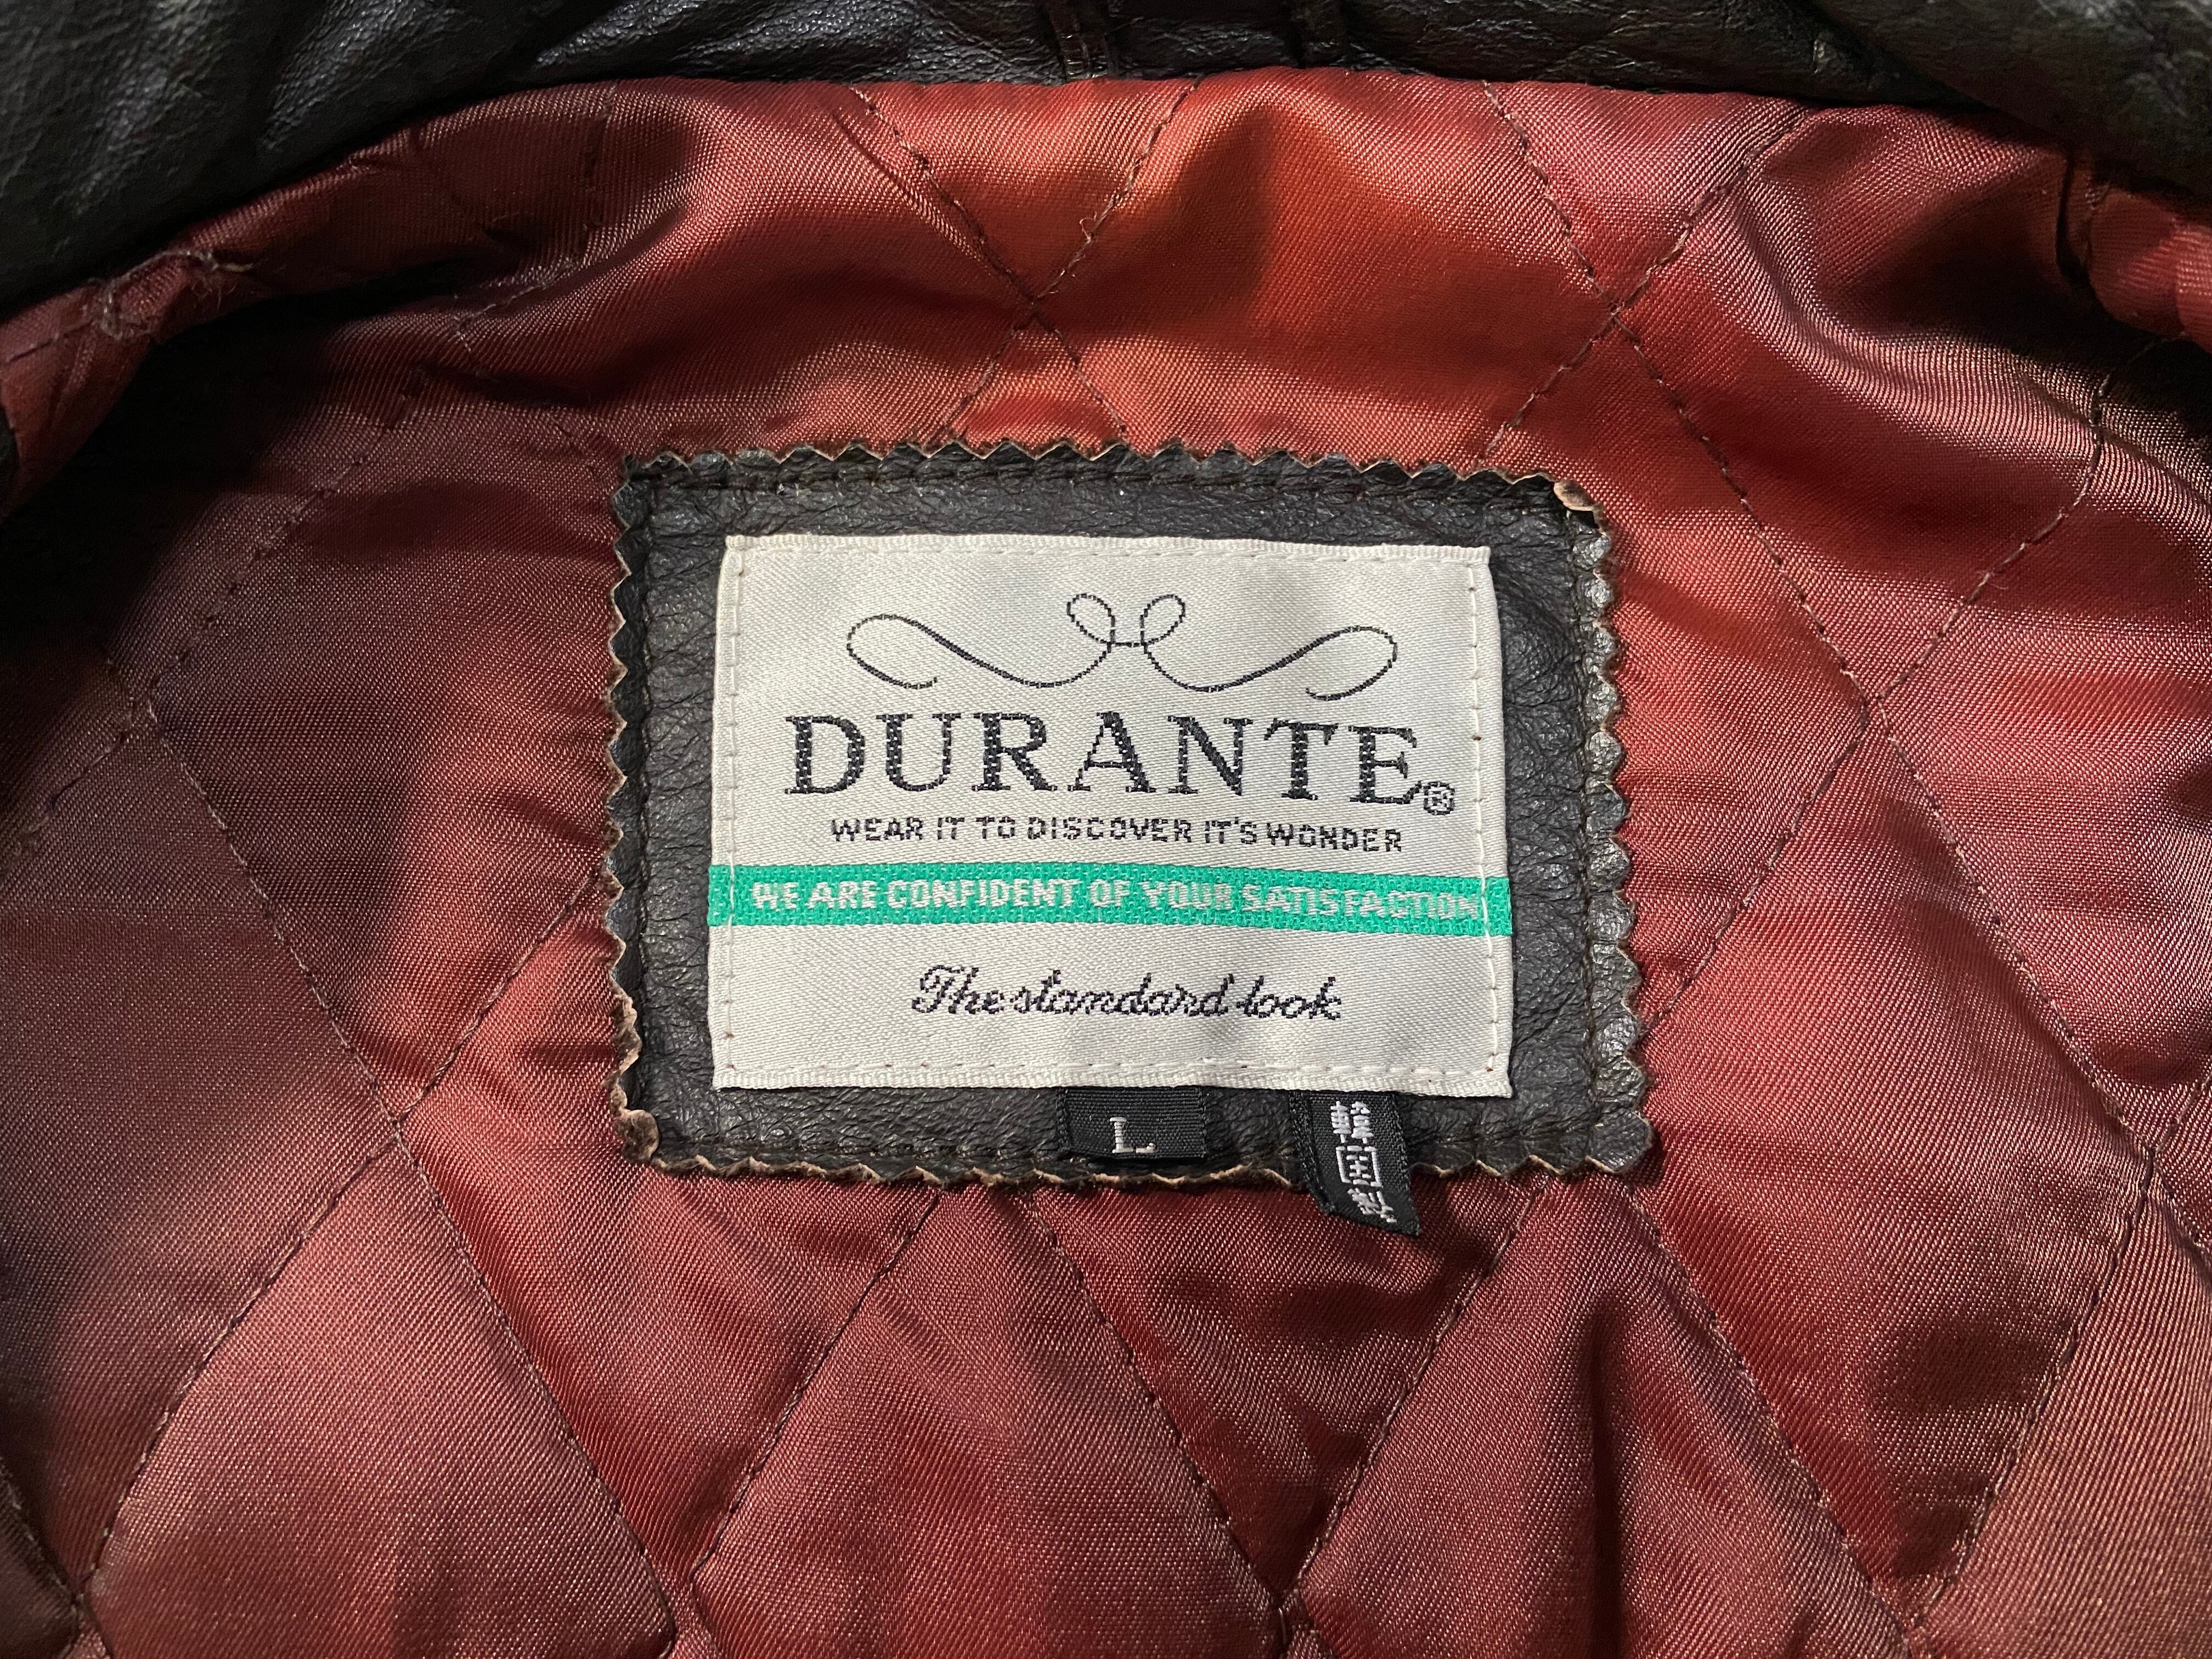 DURANTE®
WEAR IT TO DISCOVER IT'S WONDER
WE ARE CONFIDENT OF YOUR SATISFACTION
The standard look
L
韓国製